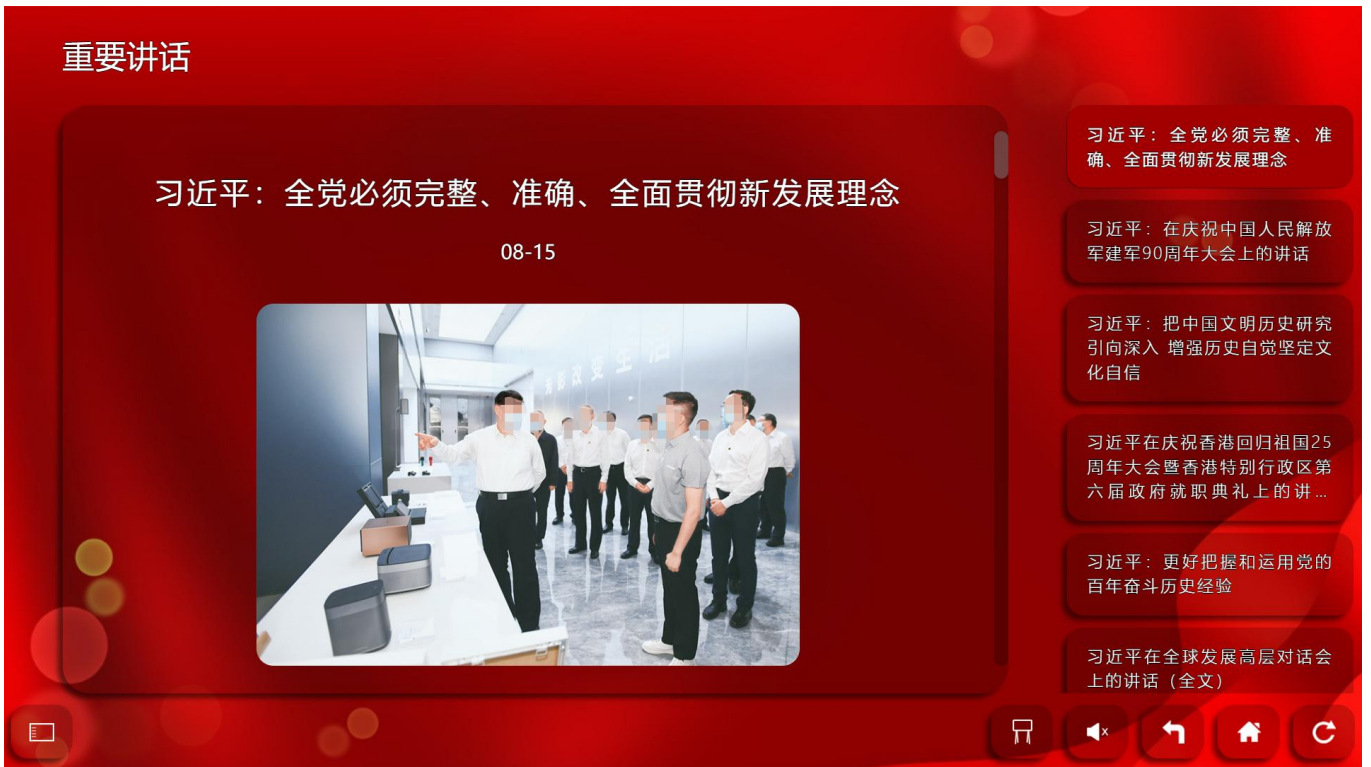 重要讲话
习近平：全党必须完整、准确、全面贯彻新发展理念
08-15
改变生活
习近平：全党必须完整、准
确、全面贯彻新发展理念
习近平：在庆祝中国人民解放
军建军90周年大会上的讲话
习近平：把中国文明历史研究
引向深入 增强历史自觉坚定文
化自信
习近平在庆祝香港回归祖国25
周年大会暨香港特别行政区第
六届政府就职典礼上的讲...
习近平：更好把握和运用党的
百年奋斗历史经验
习近平在全球发展高层对话会
上的讲话（全文）